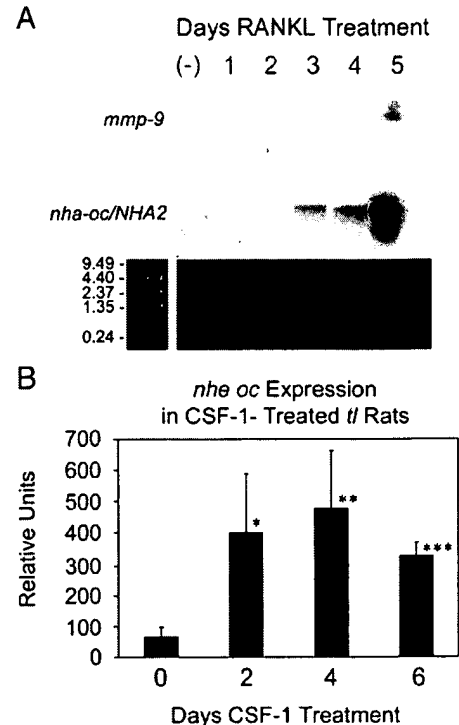 A
Days RANKL Treatment
(-) 1 2 3 4 5
mmp-9
nha-oc/NHA2
9.49 -
4.40 -
2.37 -
1.35 -
0.24 -
B
nhe oc Expression
in CSF-1- Treated tl Rats
700
600
500
400
300
200
100
0
Relative Units
*
**
***
0 2 4 6
Days CSF-1 Treatment